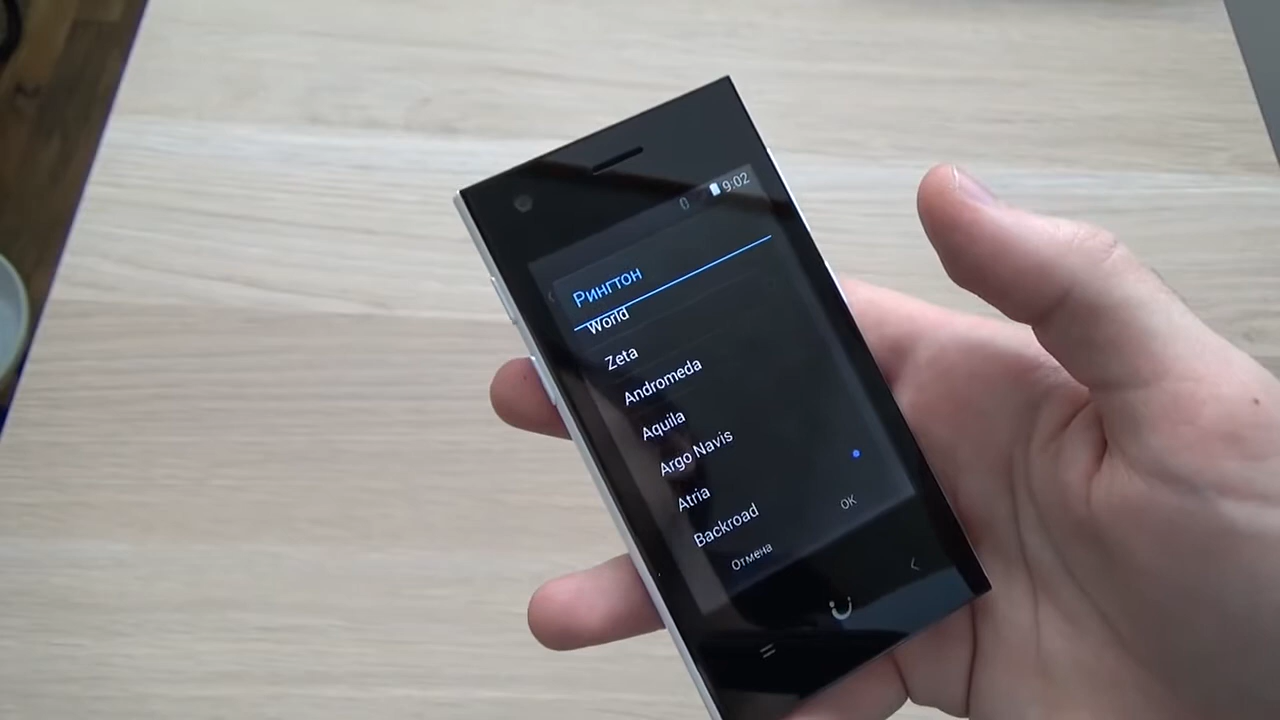 9:02
Рингтон
World
Zeta
Andromeda
Aquila
Argo Navis
Atria
Backroad
Отмена OK